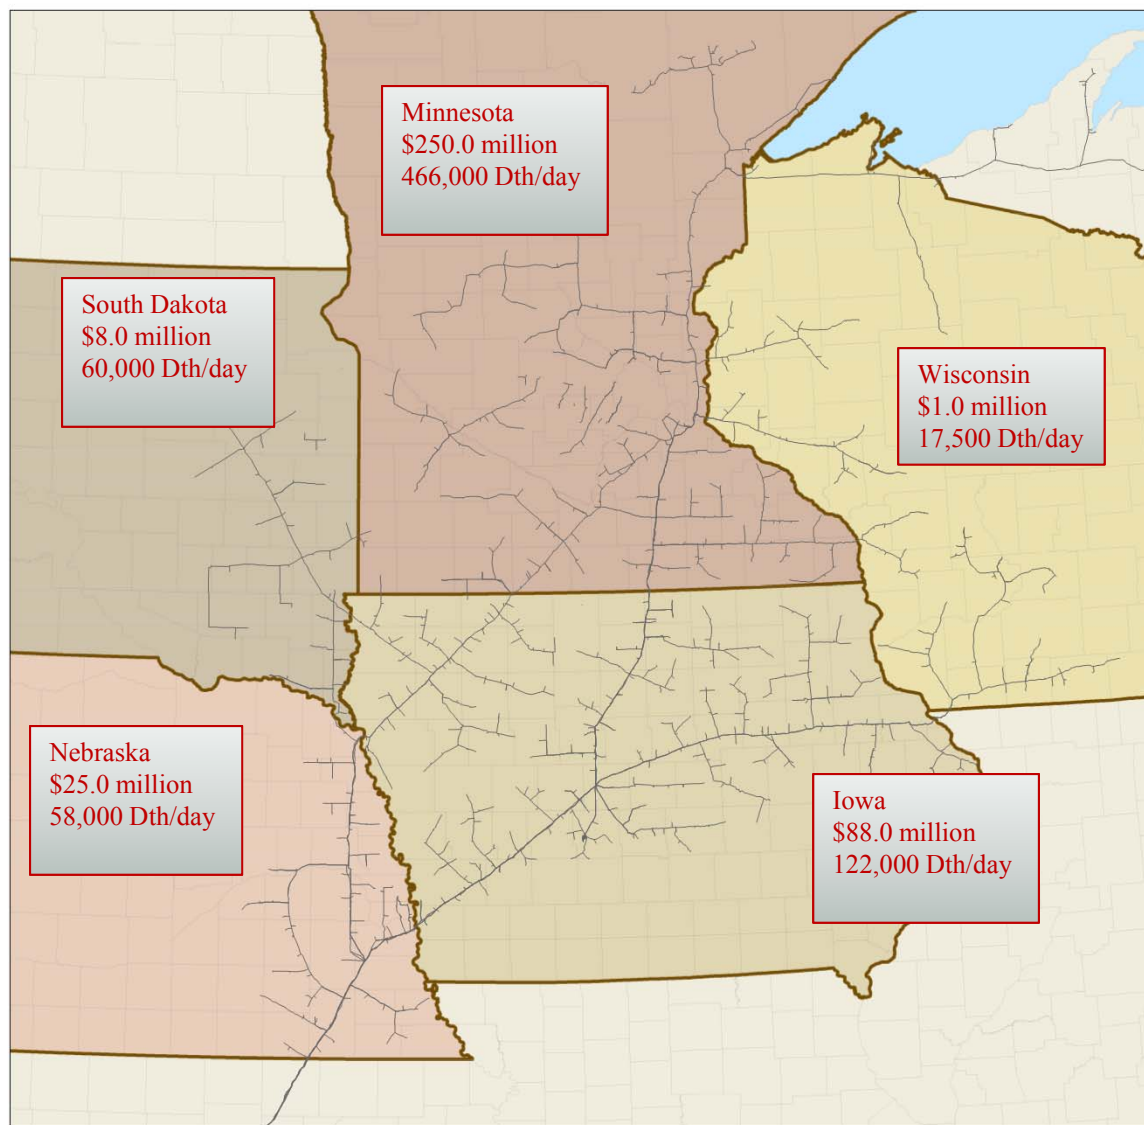 Minnesota
$250.0 million
466,000 Dth/day
South Dakota
$8.0 million
60,000 Dth/day
Wisconsin
$1.0 million
17,500 Dth/day
Nebraska
$25.0 million
58,000 Dth/day
Iowa
$88.0 million
122,000 Dth/day